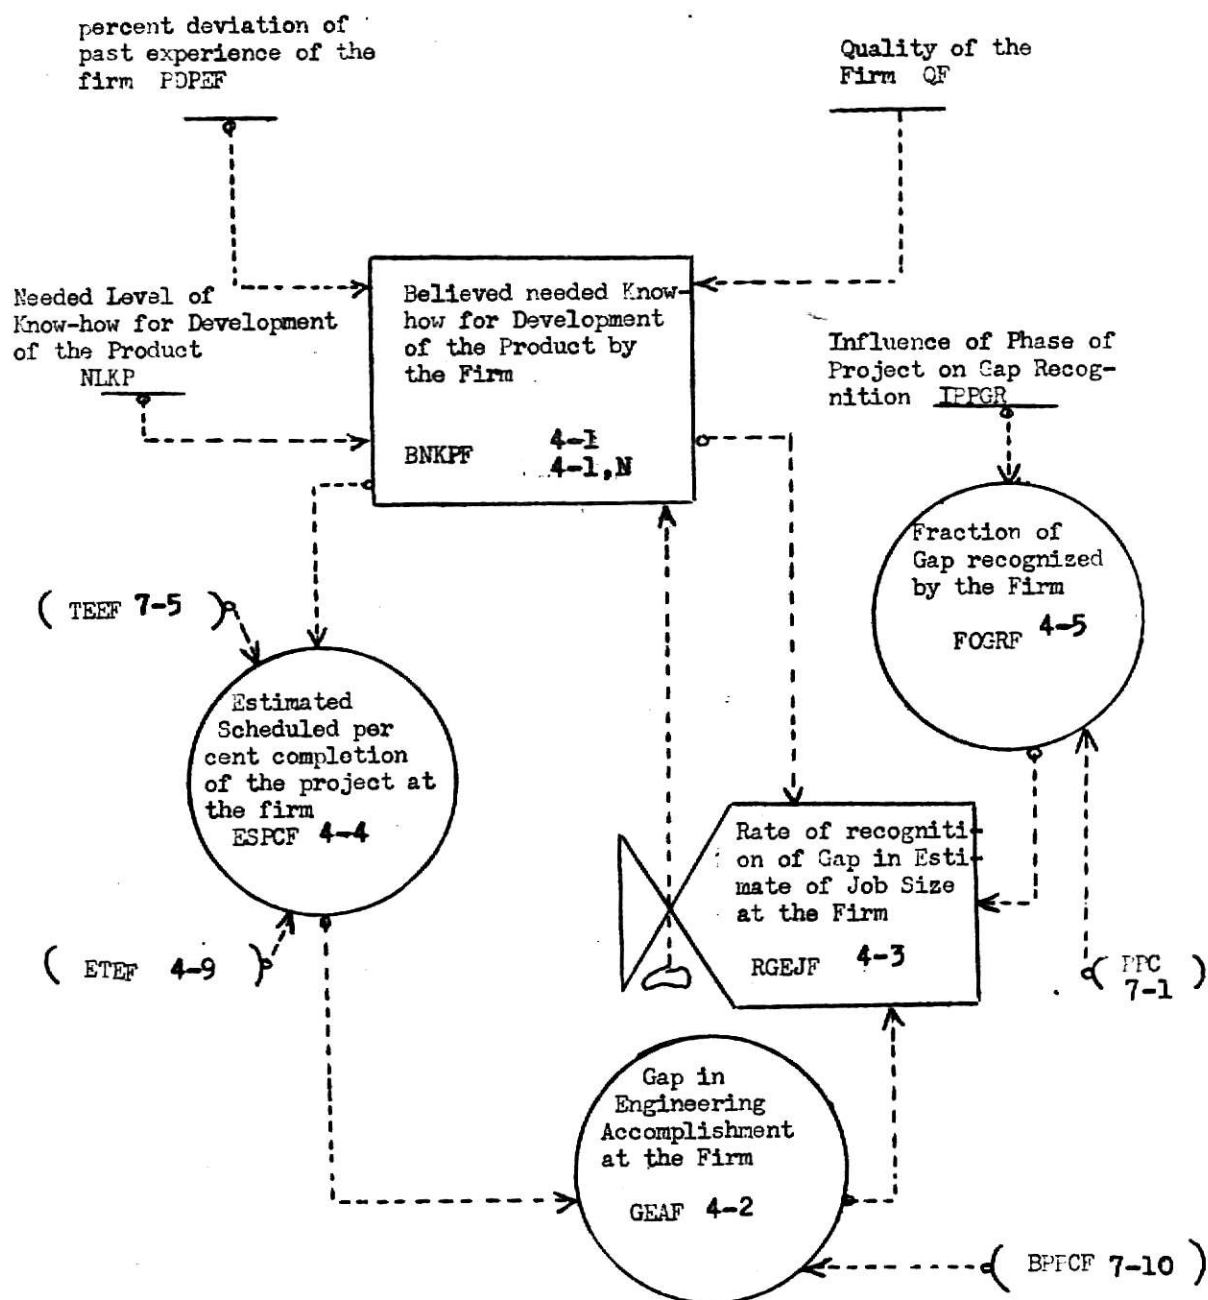 percent deviation of
past experience of the
firm PDPEF
Quality of the
Firm QF
Needed Level of
Know-how for Development
of the Product
NLKP
Believed needed Know-
how for Development
of the Product by
the Firm
BNKPF 4-1
4-1,N
Influence of Phase of
Project on Gap Recog-
nition IPPGR
Fraction of
Gap recognized
by the Firm
FOGRF 4-5
( TEEF 7-5 )
Estimated
Scheduled per
cent completion
of the project at
the firm
ESPCF 4-4
Rate of recogniti-
on of Gap in Esti-
mate of Job Size
at the Firm
RGEJF 4-3
( ETEF 4-9 )
( PPC
7-1 )
Gap in
Engineering
Accomplishment
at the Firm
GEAF 4-2
( BPPCF 7-10 )